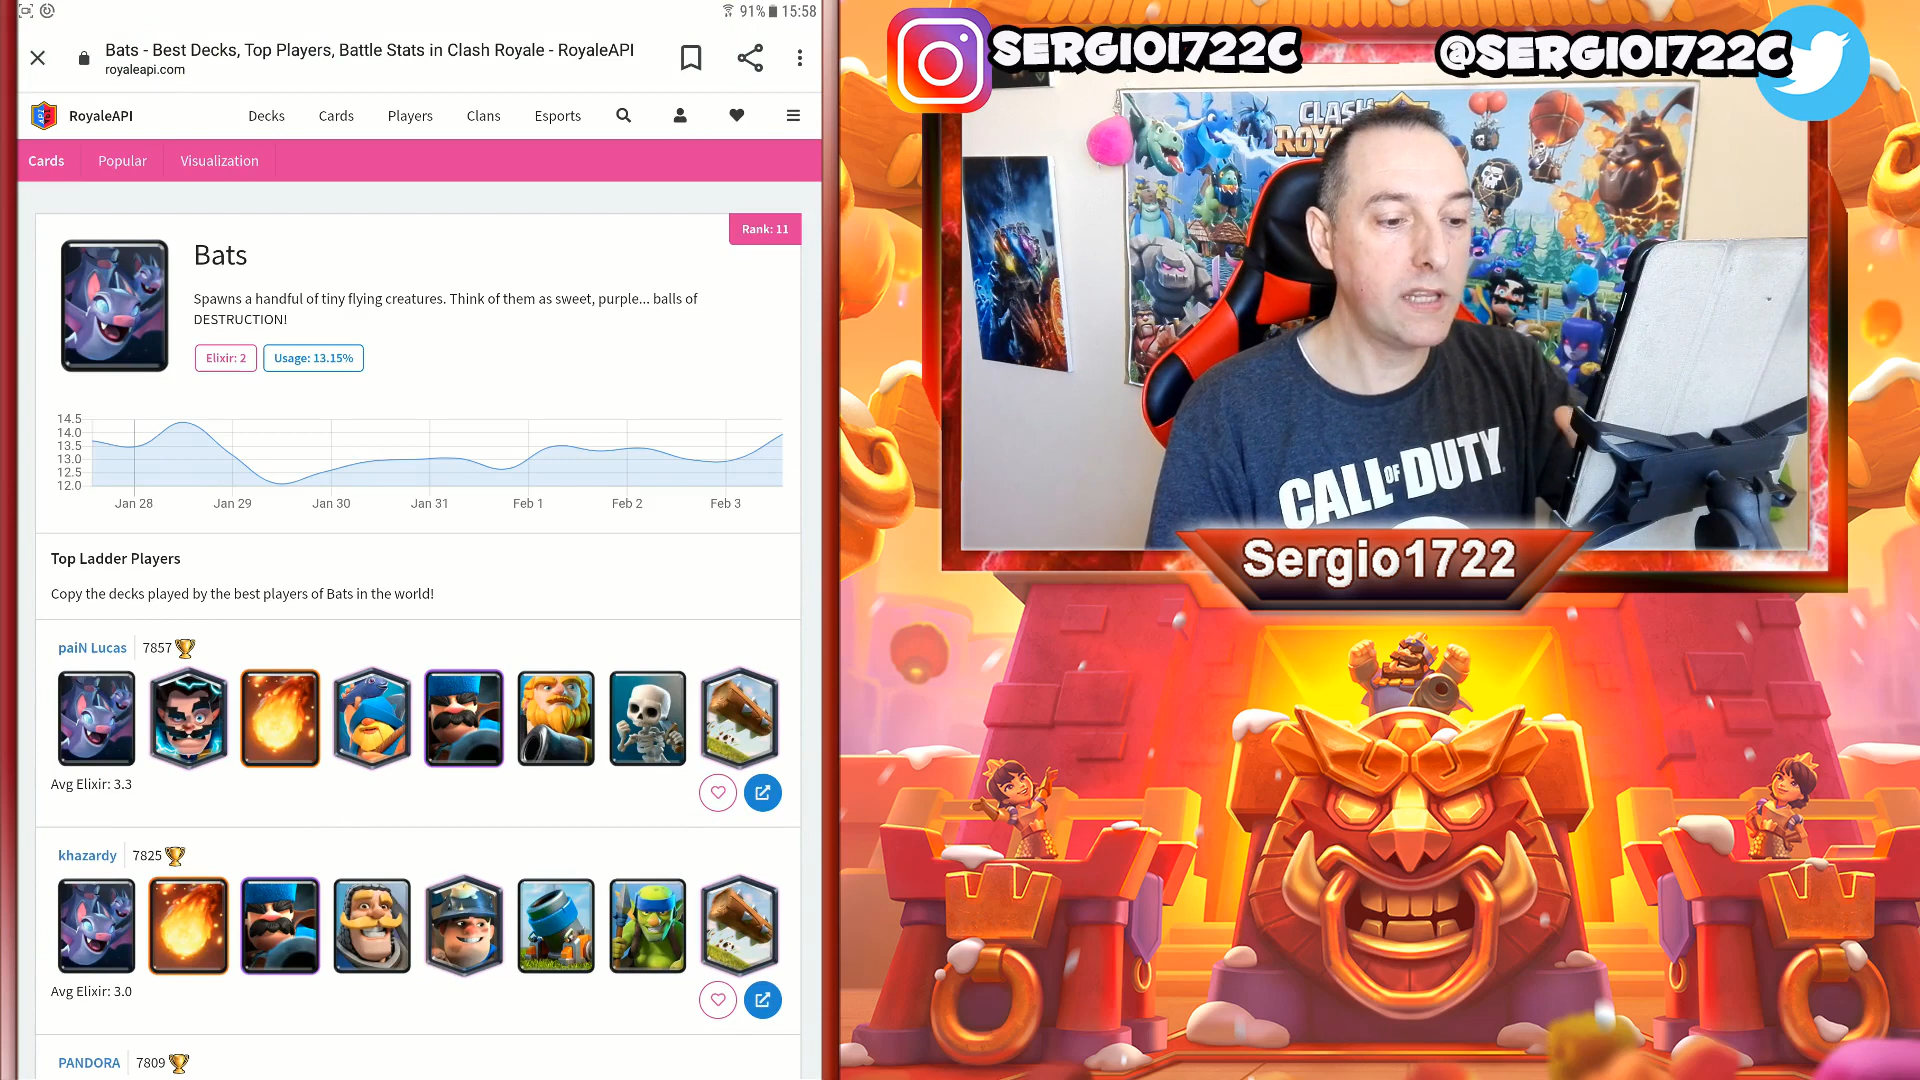 91% 15:58
Bats - Best Decks, Top Players, Battle Stats in Clash Royale - RoyaleAPI
royaleapi.com
RoyaleAPI Decks Cards Players Clans Esports
Cards Popular Visualization
Rank: 11
Bats
Spawns a handful of tiny flying creatures. Think of them as sweet, purple... balls of
DESTRUCTION!
Elixir: 2 Usage: 13.15%
14.5
14.0
13.5
13.0
12.5
12.0
Jan 28 Jan 29 Jan 30 Jan 31 Feb 1 Feb 2 Feb 3
Top Ladder Players
Copy the decks played by the best players of Bats in the world!
paiN Lucas 7857
Avg Elixir: 3.3
khazardy 7825
Avg Elixir: 3.0
PANDORA 7809
SERGIO1722C @SERGIO1722C
CLASH
CALL OF DUTY
Sergio1722